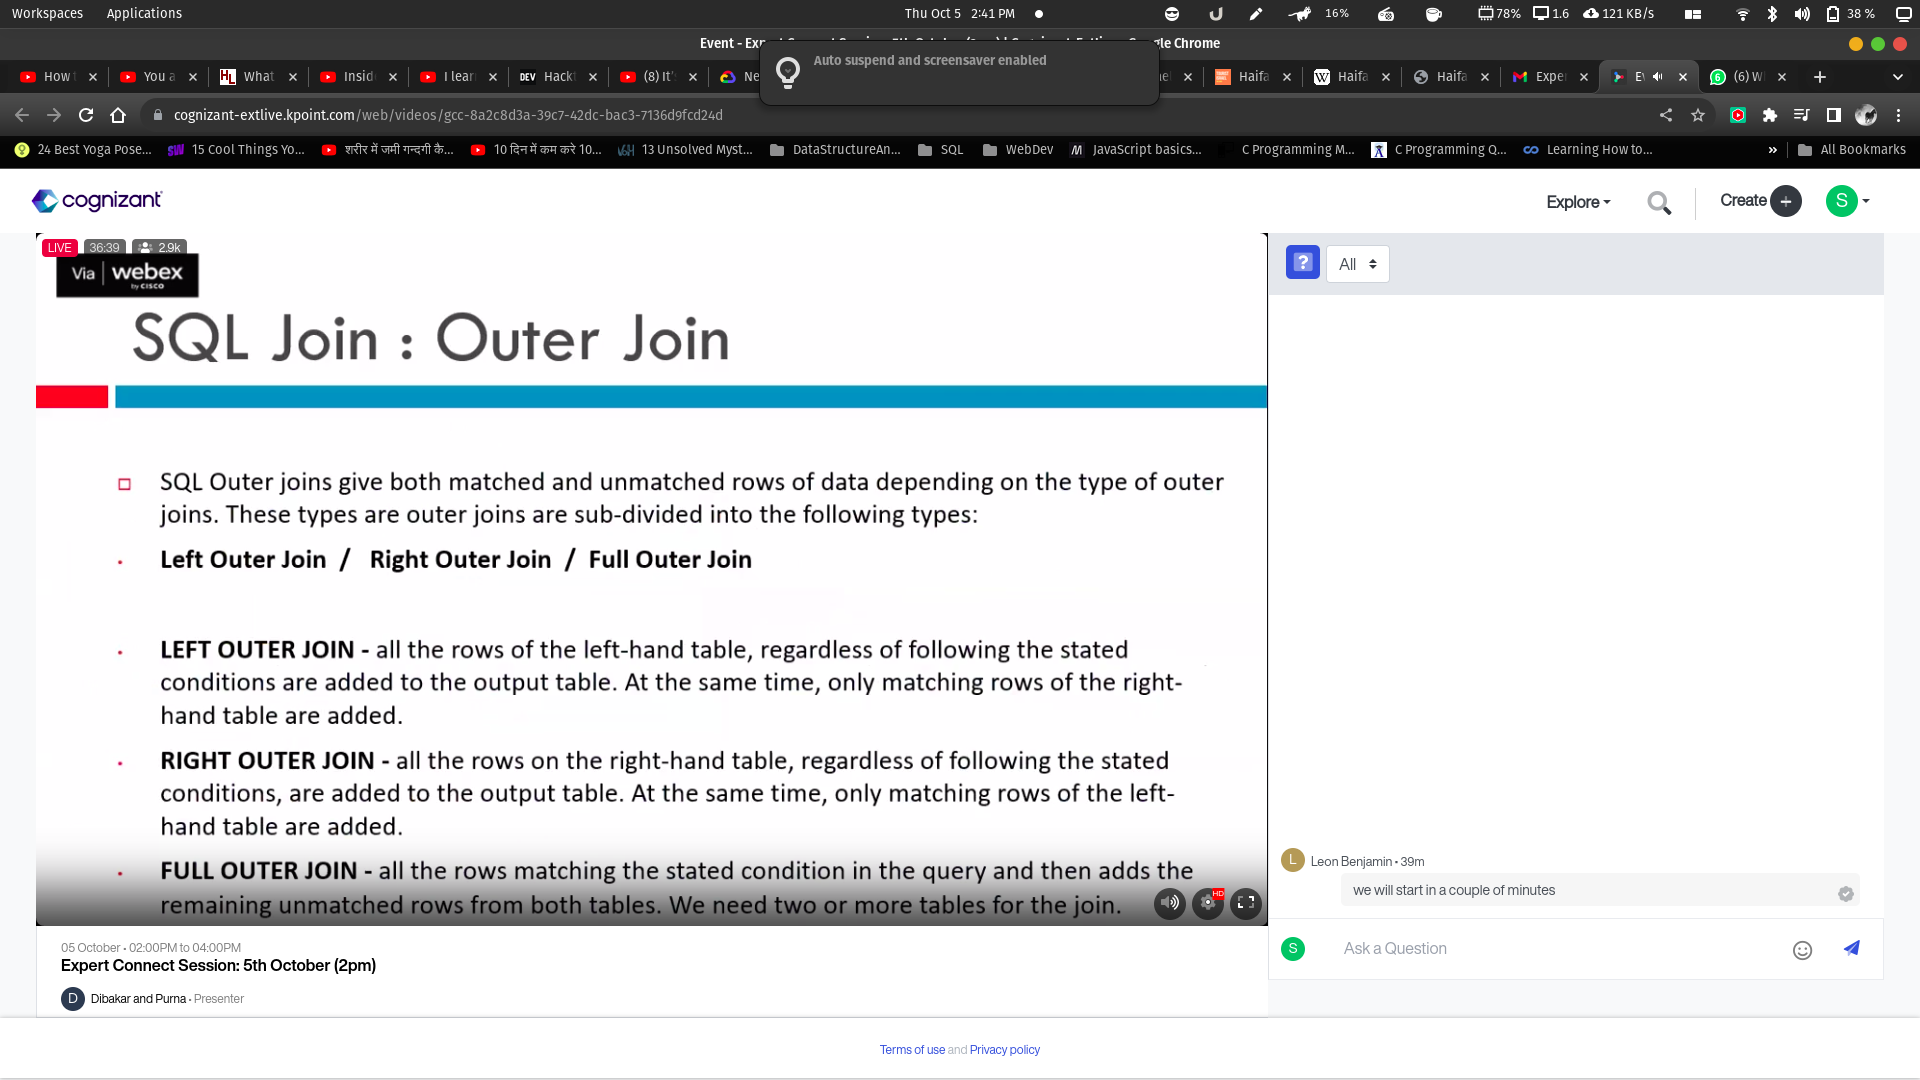 Workspaces Applications Thu Oct 5 2:41 PM 16% 78% 1.6 121 KB/s 38 %
Event - Ex
gle Chrome
Auto suspend and screensaver enabled
How You a HL What Insid I lear DEV Hackt (8) It' Ne Haifa W Haifa Haifa Exper (6) W
cognizant-extlive.kpoint.com/web/videos/gcc-8a2c8d3a-39c7-42dc-bac3-7136d9fcd24d
24 Best Yoga Pose... 15 Cool Things Yo... शरीर में जमी गन्दगी कै... 10 दिन में कम करे 10... 13 Unsolved Myst... DataStructureAn... SQL WebDev JavaScript basics... C Programming M... C Programming Q... Learning How to... » All Bookmarks
cognizant Explore Create + S
LIVE 36:39 2.9k
Via webex
by CISCO
? All
SQL Join : Outer Join
SQL Outer joins give both matched and unmatched rows of data depending on the type of outer
joins. These types are outer joins are sub-divided into the following types:
Left Outer Join / Right Outer Join / Full Outer Join
LEFT OUTER JOIN - all the rows of the left-hand table, regardless of following the stated
conditions are added to the output table. At the same time, only matching rows of the right-
hand table are added.
RIGHT OUTER JOIN - all the rows on the right-hand table, regardless of following the stated
conditions, are added to the output table. At the same time, only matching rows of the left-
hand table are added.
FULL OUTER JOIN - all the rows matching the stated condition in the query and then adds the
remaining unmatched rows from both tables. We need two or more tables for the join.
HD
L Leon Benjamin • 39m
we will start in a couple of minutes
S Ask a Question
05 October • 02:00PM to 04:00PM
Expert Connect Session: 5th October (2pm)
D Dibakar and Purna • Presenter
Terms of use and Privacy policy